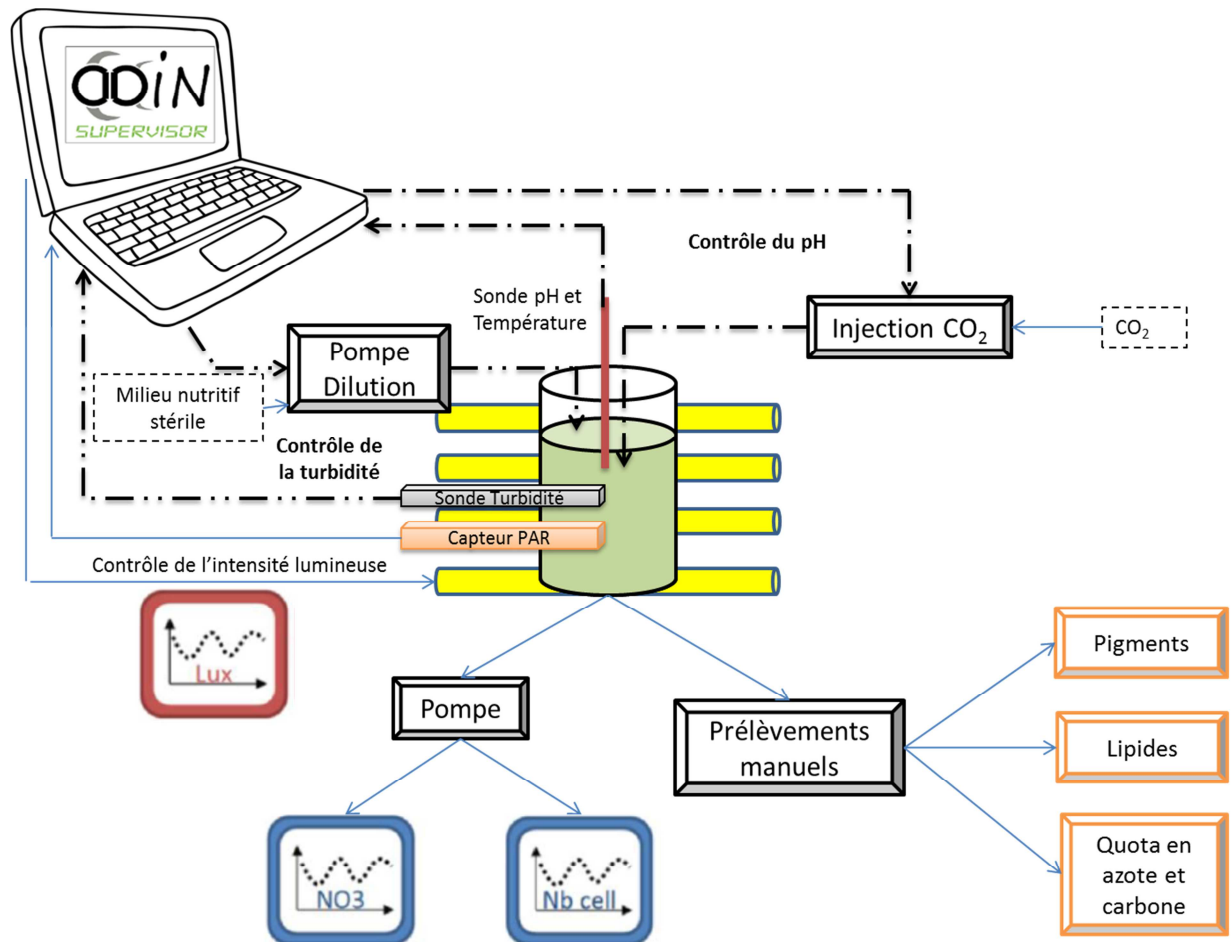 ODiN
SUPERVISOR
Contrôle du pH
Sonde pH et
Température
Injection CO₂
CO₂
Pompe
Dilution
Milieu nutritif
stérile
Contrôle de
la turbidité
Sonde Turbidité
Capteur PAR
Contrôle de l’intensité lumineuse
Lux
Pompe
Prélèvements
manuels
Pigments
Lipides
Quota en
azote et
carbone
NO3
Nb cell